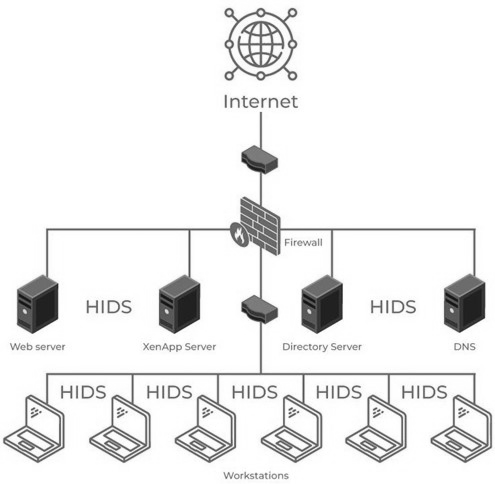 Internet
Firewall
HIDS HIDS
Web server XenApp Server Directory Server DNS
HIDS HIDS HIDS HIDS HIDS
Workstations